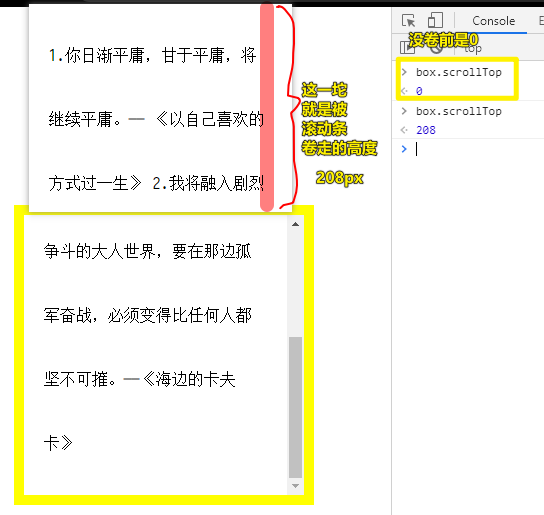 1.你日渐平庸，甘于平庸，将
继续平庸。—《以自己喜欢的
方式过一生》 2.我将融入剧烈
争斗的大人世界，要在那边孤
军奋战，必须变得比任何人都
坚不可摧。—《海边的卡夫
卡》
这一坨
就是被
滚动条
卷走的高度
208px
Console
没卷前是0
top
box.scrollTop
0
box.scrollTop
208